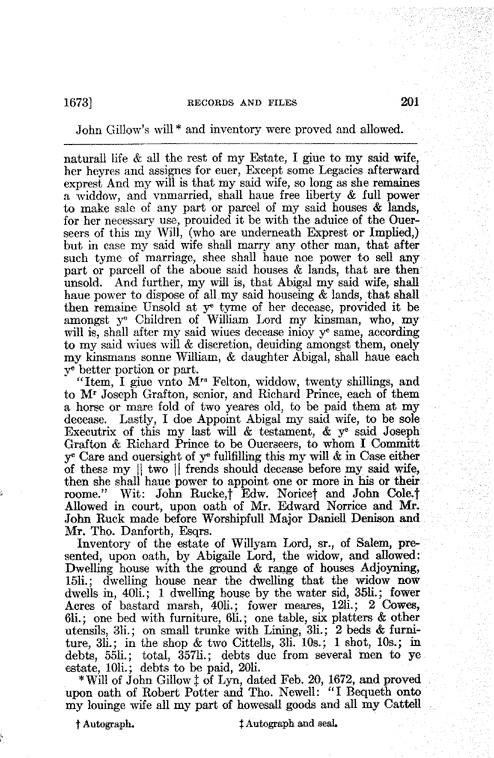 1673] RECORDS AND FILES 201
John Gillow's will * and inventory were proved and allowed.
naturall life & all the rest of my Estate, I giue to my said wife,
her heyres and assignes for euer, Except some Legacies afterward
exprest And my will is that my said wife, so long as she remaines
a widdow, and vnmarried, shall haue free liberty & full power
to make sale of any part or parcel of my said houses & lands,
for her necessary use, prouided it be with the aduice of the Ouer-
seers of this my Will, (who are underneath Exprest or Implied,)
but in case my said wife shall marry any other man, that after
such tyme of marriage, shee shall haue noe power to sell any
part or parcell of the aboue said houses & lands, that are then
unsold. And further, my will is, that Abigal my said wife, shall
haue power to dispose of all my said houseing & lands, that shall
then remaine Unsold at yᵉ tyme of her decease, provided it be
amongst yᵉ Children of William Lord my kinsman, who, my
will is, shall after my said wiues decease inioy yᵉ same, according
to my said wiues will & discretion, deuiding amongst them, onely
my kinsmans sonne William, & daughter Abigal, shall haue each
yᵉ better portion or part.
"Item, I giue vnto Mʳˢ Felton, widdow, twenty shillings, and
to Mʳ Joseph Grafton, senior, and Richard Prince, each of them
a horse or mare fold of two yeares old, to be paid them at my
decease. Lastly, I doe Appoint Abigal my said wife, to be sole
Executrix of this my last will & testament, & yᵉ said Joseph
Grafton & Richard Prince to be Ouerseers, to whom I Committ
yᵉ Care and ouersight of yᵉ fullfilling this my will & in Case either
of these my || two || frends should decease before my said wife,
then she shall haue power to appoint one or more in his or their
roome." Wit: John Rucke,† Edw. Norice† and John Cole.†
Allowed in court, upon oath of Mr. Edward Norrice and Mr.
John Ruck made before Worshipfull Major Daniell Denison and
Mr. Tho. Danforth, Esqrs.
Inventory of the estate of Willyam Lord, sr., of Salem, pre-
sented, upon oath, by Abigaile Lord, the widow, and allowed:
Dwelling house with the ground & range of houses Adjoyning,
15li.; dwelling house near the dwelling that the widow now
dwells in, 40li.; 1 dwelling house by the water sid, 35li.; fower
Acres of bastard marsh, 40li.; fower meares, 12li.; 2 Cowes,
6li.; one bed with furniture, 6li.; one table, six platters & other
utensils, 3li.; on small trunke with Lining, 3li.; 2 beds & furni-
ture, 3li.; in the shop & two Cittells, 3li. 10s.; 1 shot, 10s.; in
debts, 55li.; total, 357li.; debts due from several men to ye
estate, 10li.; debts to be paid, 20li.
*Will of John Gillow ‡ of Lyn, dated Feb. 20, 1672, and proved
upon oath of Robert Potter and Tho. Newell: "I Bequeth onto
my louinge wife all my part of howesall goods and all my Cattell
† Autograph. ‡ Autograph and seal.